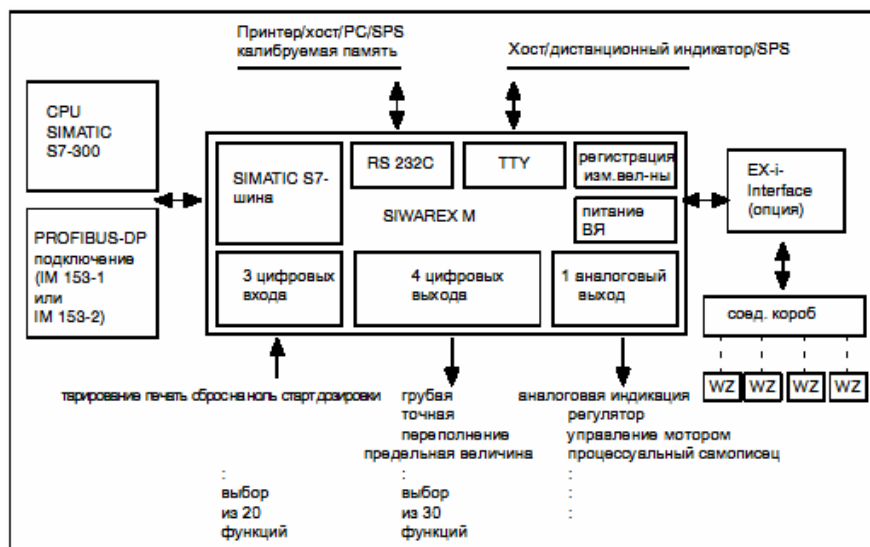 Принтер/хост/PC/SPS
калибруемая память
Хост/дистанционный индикатор/SPS
CPU
SIMATIC
S7-300
PROFIBUS-DP
подключение
(IM 153-1
или
IM 153-2)
SIMATIC S7-
шина
RS 232C
TTY
регистрация
изм.вел-ны
SIWAREX M
питание
ВЯ
3 цифровых
входа
4 цифровых
выхода
1 аналоговый
выход
EX-i-
Interface
(опция)
соед. короб
WZ WZ WZ WZ
тарирование печать сброс на ноль старт дозировки
:
выбор
из 20
функций
грубая
точная
переполнение
предельная величина
:
выбор
из 30
функций
аналоговая индикация
регулятор
управление мотором
процессуальный самописец
:
:
: